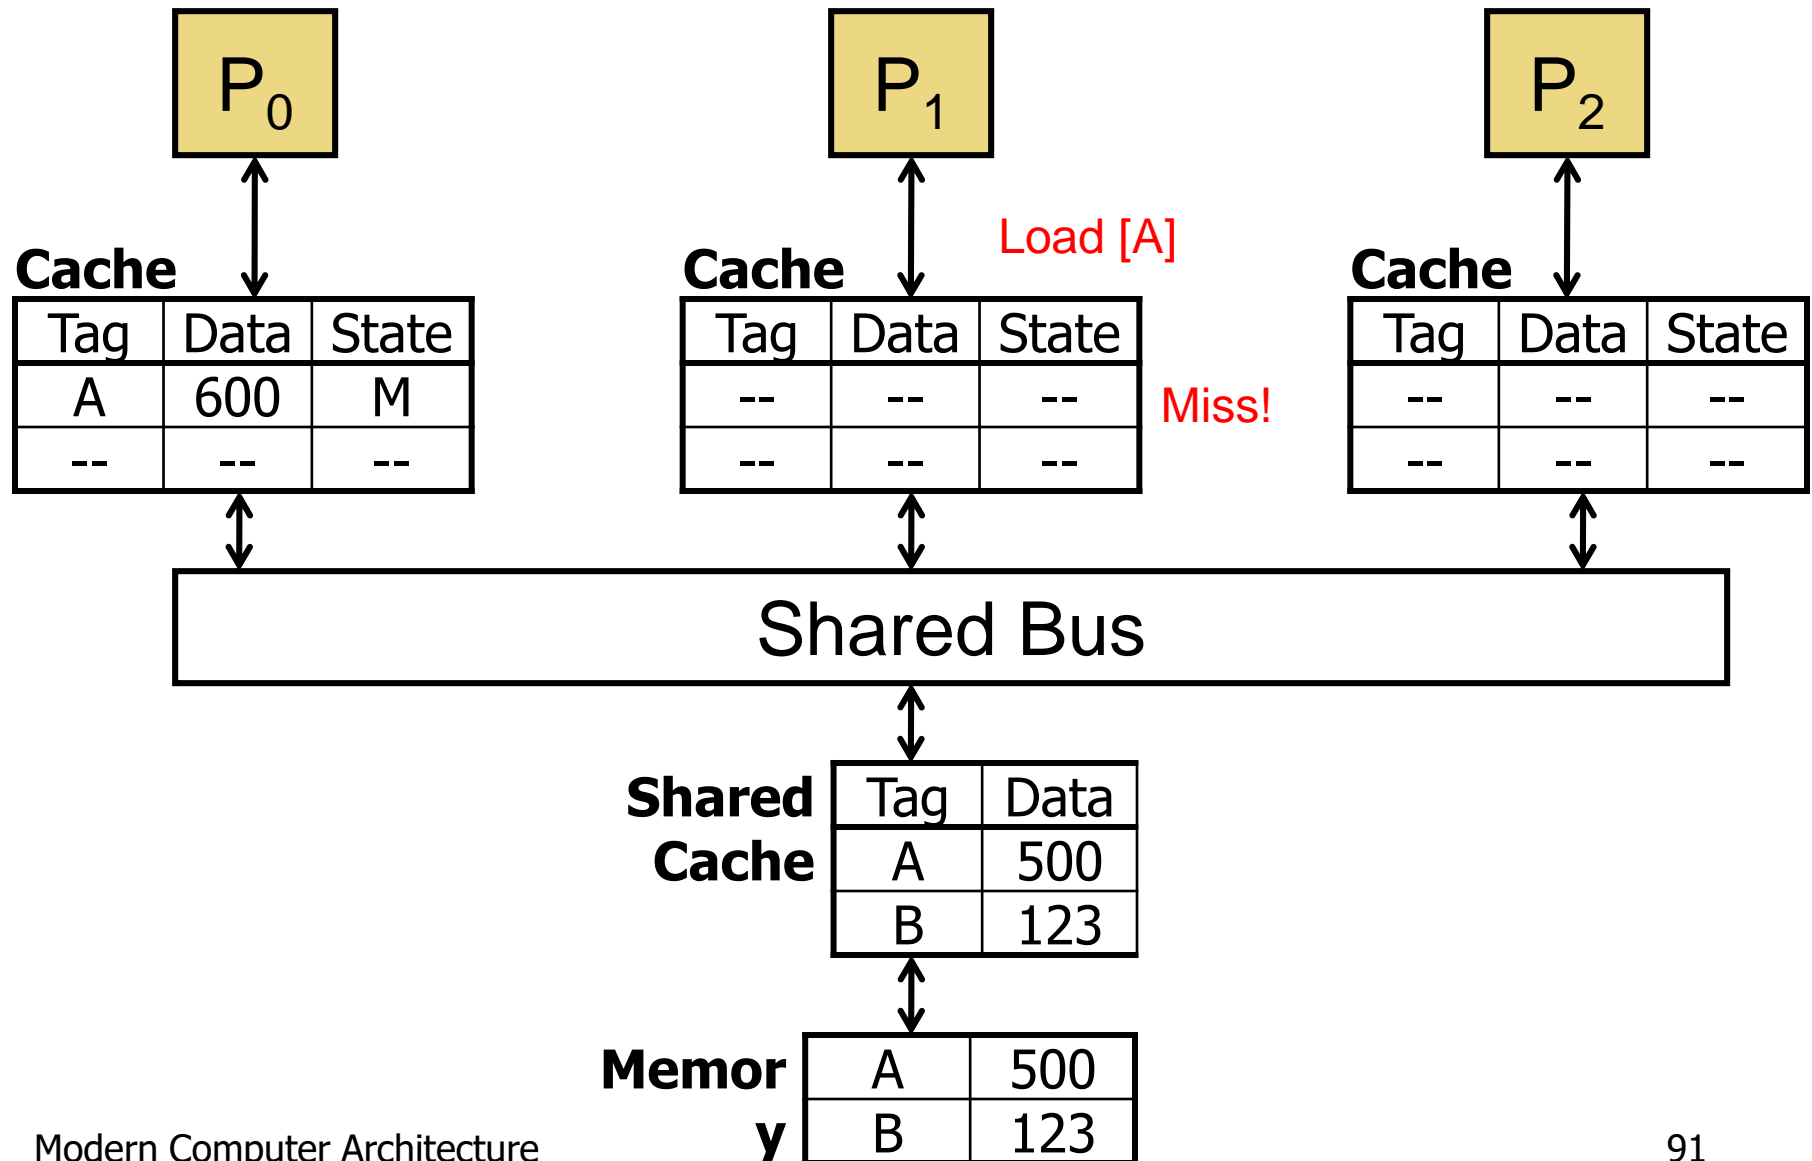 P0 P1 P2
Load [A]
Cache Cache Cache
Tag Data State Tag Data State Tag Data State
A 600 M -- -- -- Miss! -- -- --
-- -- -- -- -- -- -- -- --
Shared Bus
Shared Tag Data
Cache A 500
B 123
Memor A 500
y B 123
Modern Computer Architecture 91